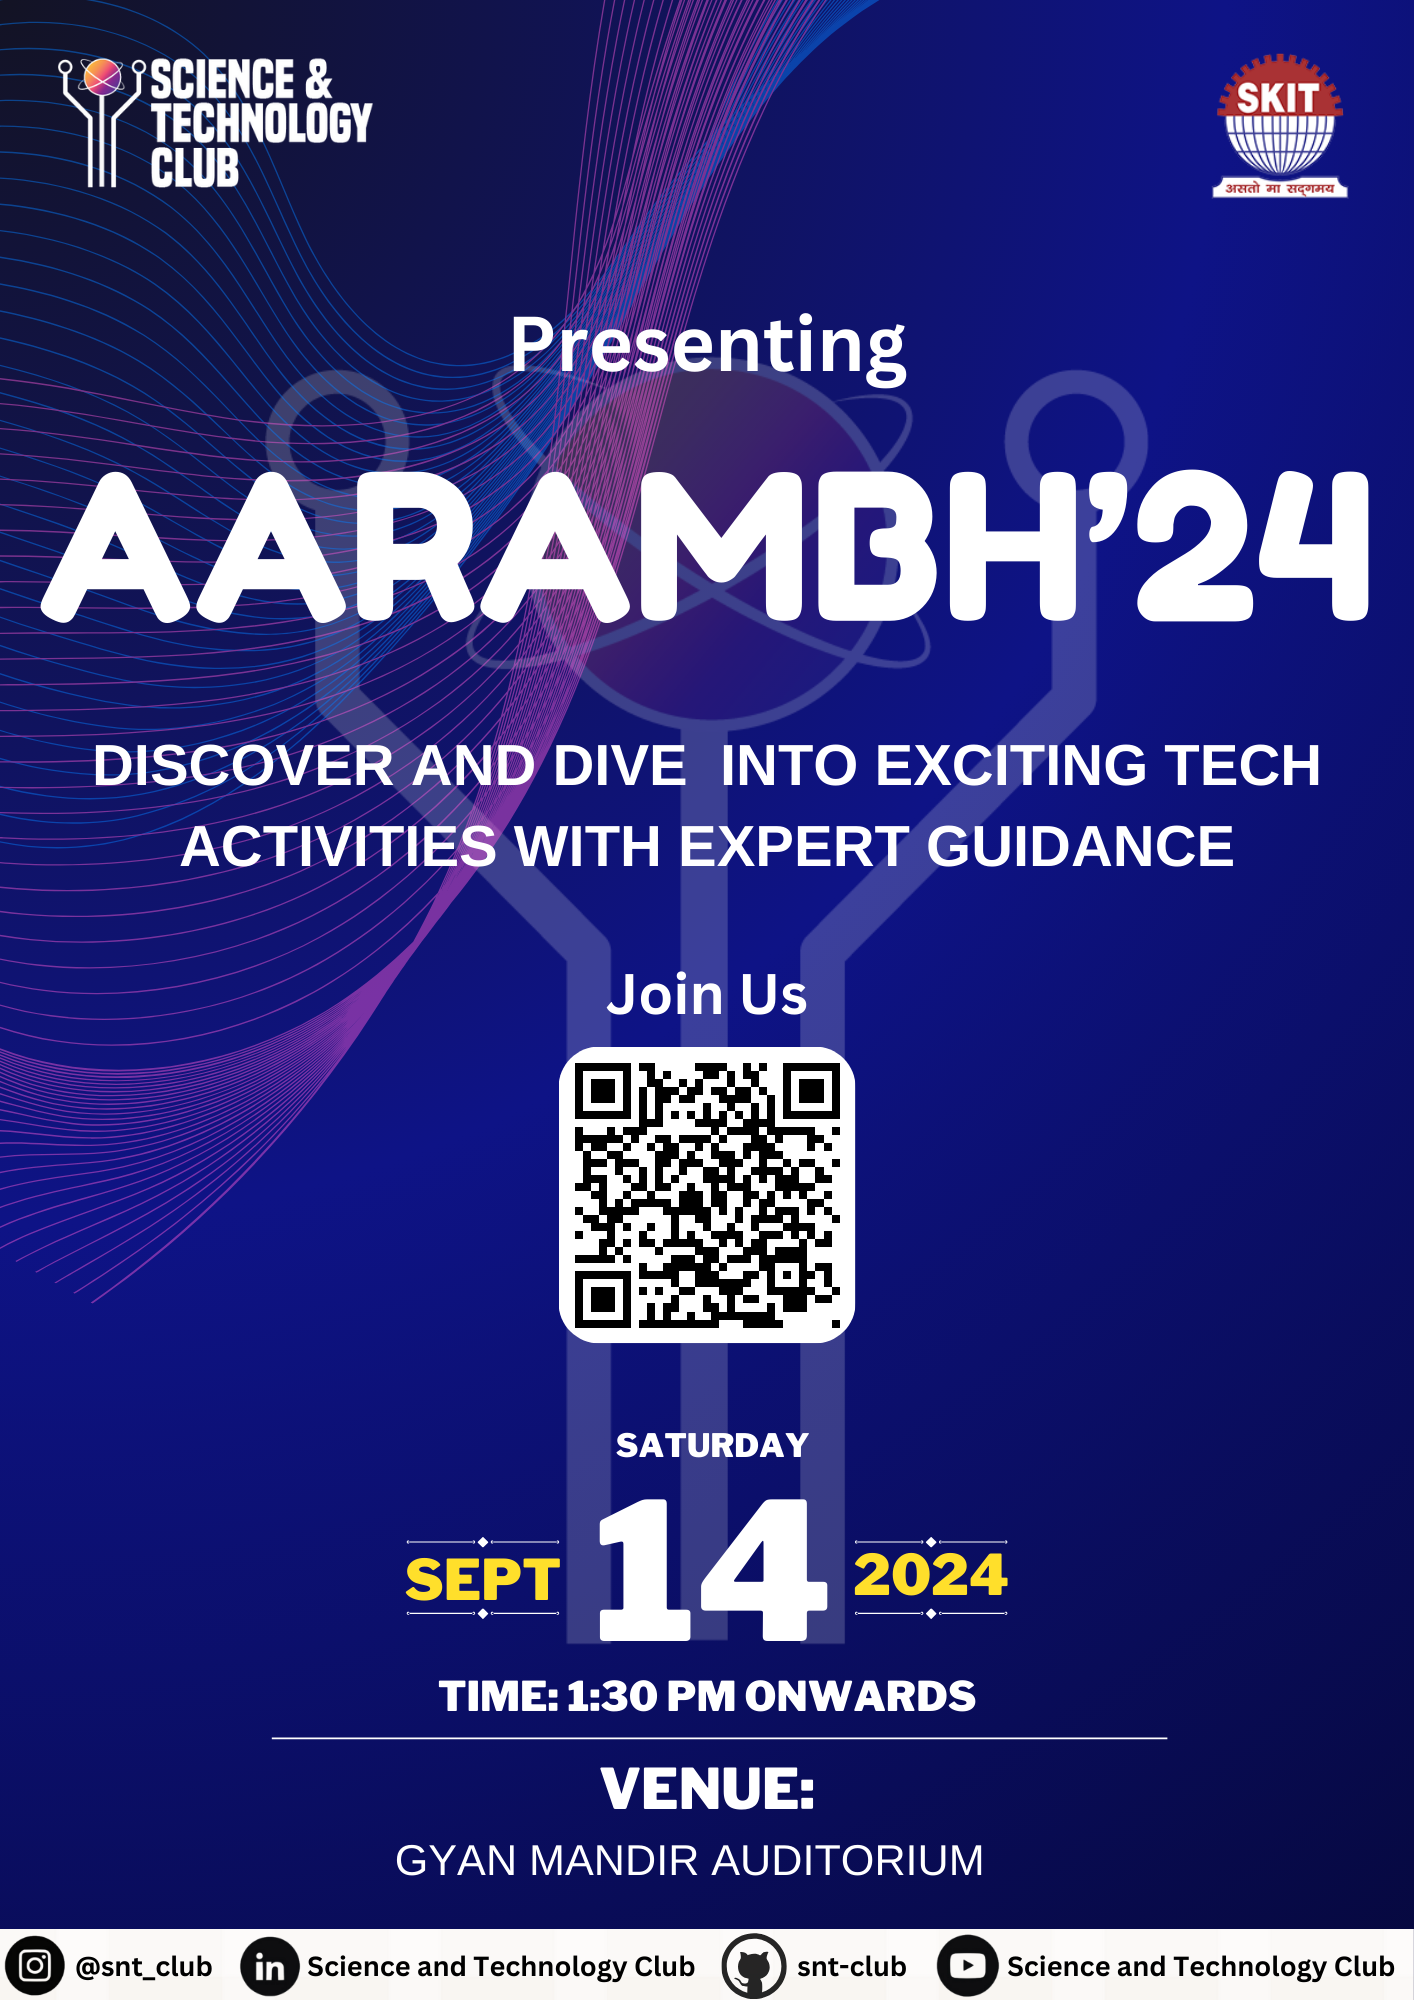 SCIENCE &
TECHNOLOGY
CLUB
SKIT
असतो मा सद्गमय
Presenting
AARAMBH’24
DISCOVER AND DIVE  INTO EXCITING TECH
ACTIVITIES WITH EXPERT GUIDANCE
Join Us
SATURDAY
SEPT 14 2024
TIME: 1:30 PM ONWARDS
VENUE:
GYAN MANDIR AUDITORIUM
@snt_club in Science and Technology Club snt-club Science and Technology Club